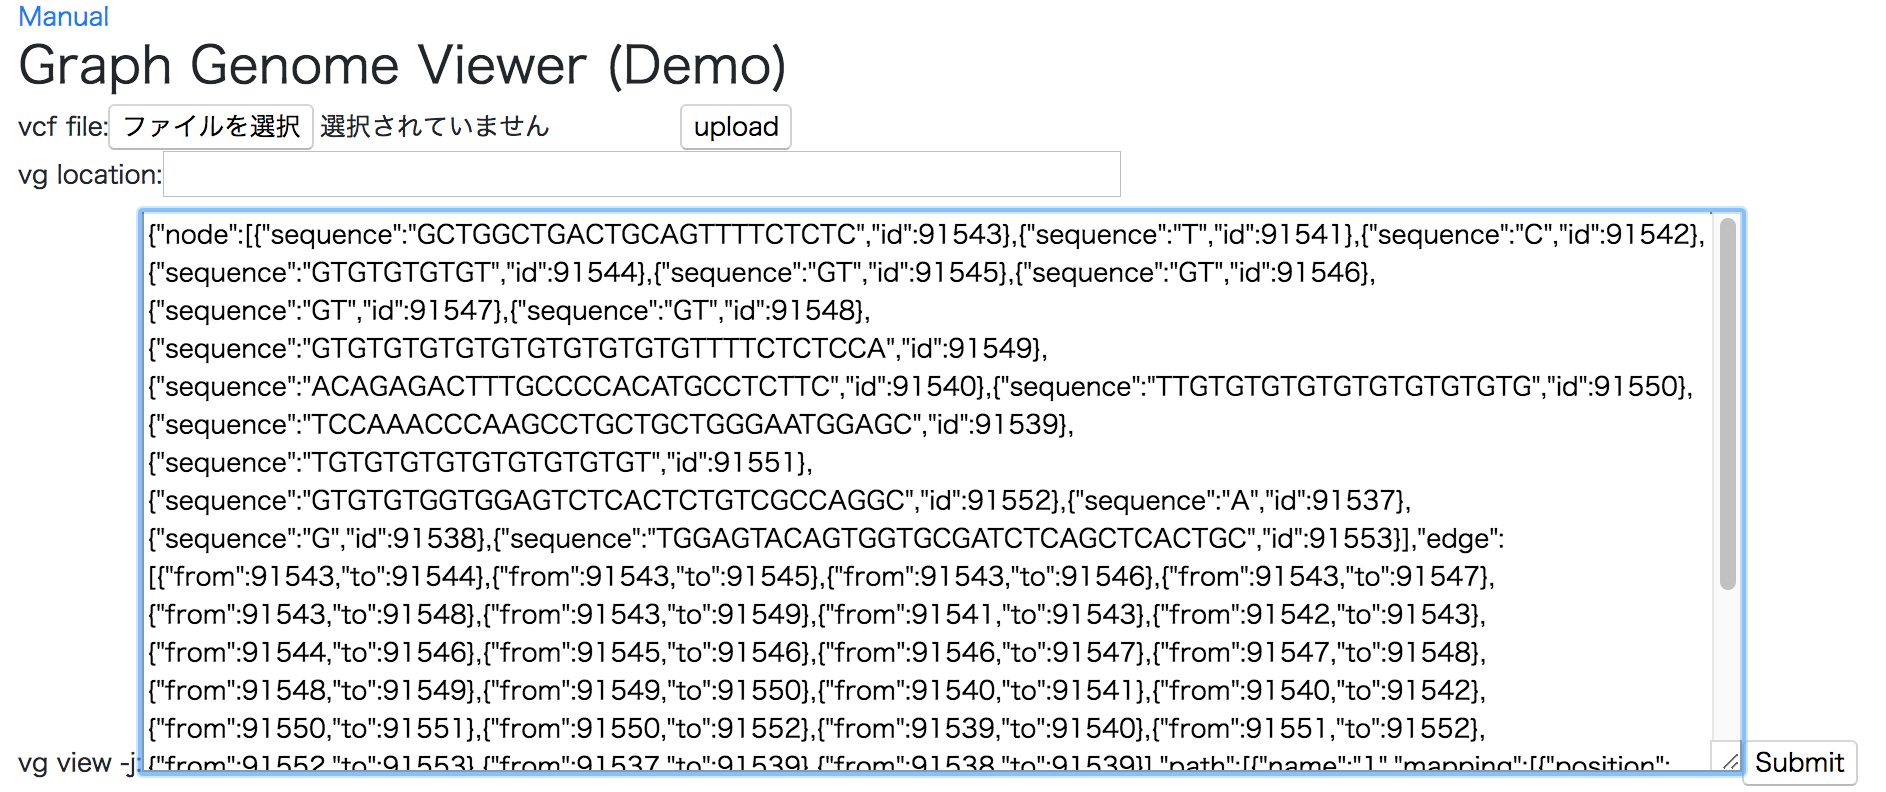 Manual
Graph Genome Viewer (Demo)
vcf file: ファイルを選択 選択されていません upload
vg location:
{"node":[{"sequence":"GCTGGCTGACTGCAGTTTTCTCTC","id":91543},{"sequence":"T","id":91541},{"sequence":"C","id":91542},
{"sequence":"GTGTGTGTGT","id":91544},{"sequence":"GT","id":91545},{"sequence":"GT","id":91546},
{"sequence":"GT","id":91547},{"sequence":"GT","id":91548},
{"sequence":"GTGTGTGTGTGTGTGTGTGTGTTTTCTCTCCA","id":91549},
{"sequence":"ACAGAGACTTTGCCCCACATGCCTCTTC","id":91540},{"sequence":"TTGTGTGTGTGTGTGTGTGTG","id":91550},
{"sequence":"TCCAAACCCAAGCCTGCTGCTGGGAATGGAGC","id":91539},
{"sequence":"TGTGTGTGTGTGTGTGTGT","id":91551},
{"sequence":"GTGTGTGGTGGAGTCTCACTCTGTCGCCAGGC","id":91552},{"sequence":"A","id":91537},
{"sequence":"G","id":91538},{"sequence":"TGGAGTACAGTGGTGCGATCTCAGCTCACTGC","id":91553}],"edge":
[{"from":91543,"to":91544},{"from":91543,"to":91545},{"from":91543,"to":91546},{"from":91543,"to":91547},
{"from":91543,"to":91548},{"from":91543,"to":91549},{"from":91541,"to":91543},{"from":91542,"to":91543},
{"from":91544,"to":91546},{"from":91545,"to":91546},{"from":91546,"to":91547},{"from":91547,"to":91548},
{"from":91548,"to":91549},{"from":91549,"to":91550},{"from":91540,"to":91541},{"from":91540,"to":91542},
{"from":91550,"to":91551},{"from":91550,"to":91552},{"from":91539,"to":91540},{"from":91551,"to":91552},
vg view -j: {"from":91552,"to":91553},{"from":91537,"to":91539},{"from":91538,"to":91539}],"path":[{"name":"1","mapping":[{"position": Submit